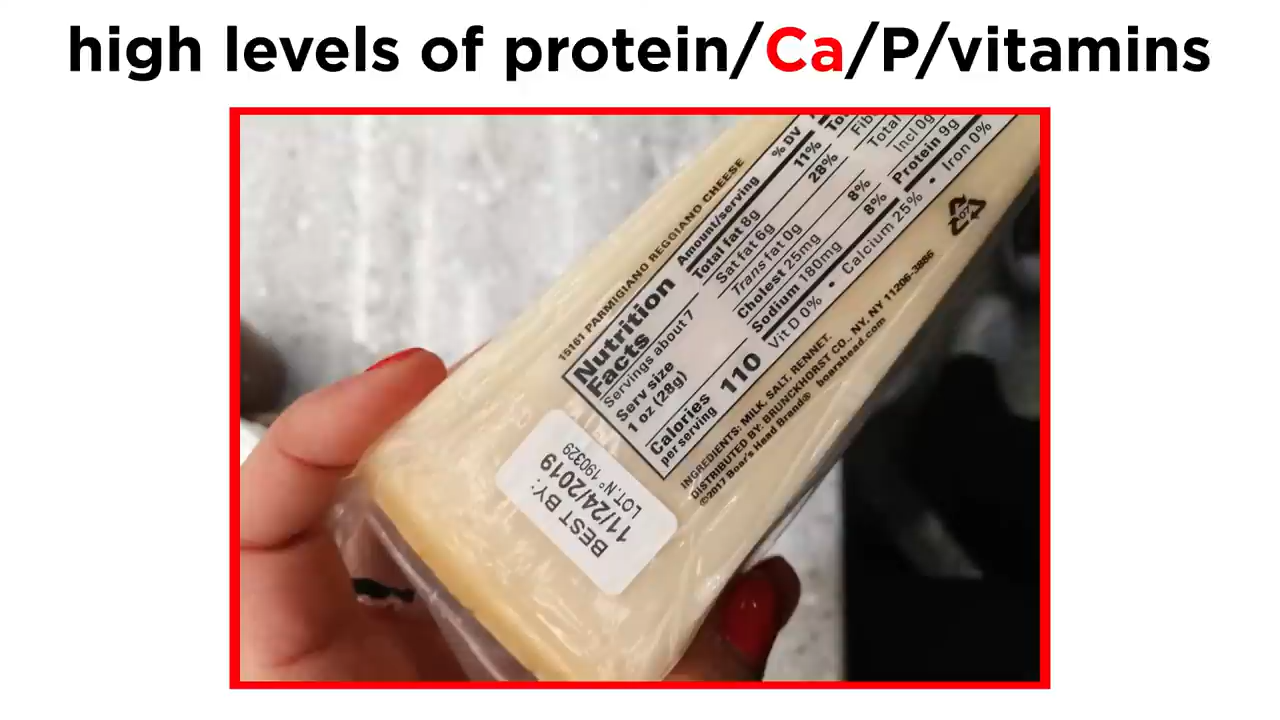 high levels of protein/Ca/P/vitamins
15161 PARMIGIANO REGGIANO CHEESE
Nutrition
Facts
Servings about 7
Serv size
1 oz (28g)
Calories
per serving
110
Amount/serving
% DV
Total fat 8g
11%
Sat fat 6g
28%
Trans fat 0g
Cholest 25mg
8%
Sodium 180mg
8%
Total
Incl 0g
Protein 9g
Vit D 0% • Calcium 25% • Iron 0%
INGREDIENTS: MILK, SALT, RENNET.
DISTRIBUTED BY: BRUNCKHORST CO., NY, NY 11206-3886
©2017 Boar's Head Brand® boarshead.com
BEST BY:
11/24/2019
LOT.N° 190329